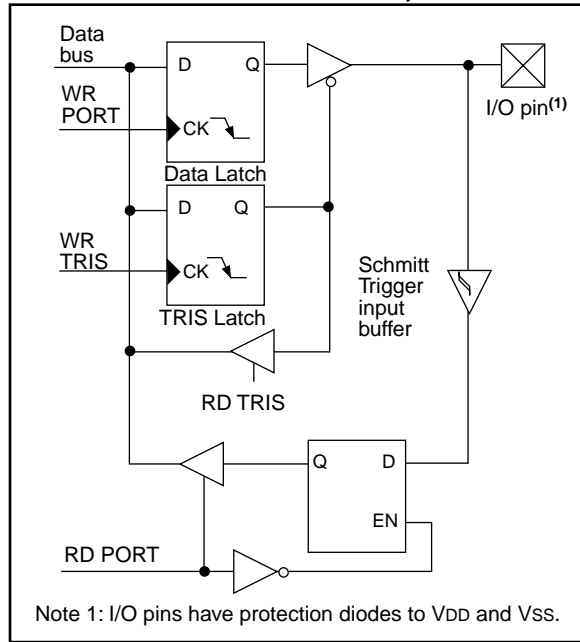 Data
bus
D
Q
WR
PORT
I/O pin(1)
CK
Data Latch
D
Q
WR
TRIS
CK
Schmitt
Trigger
input
buffer
TRIS Latch
RD TRIS
Q
D
EN
RD PORT
Note 1: I/O pins have protection diodes to VDD and VSS.